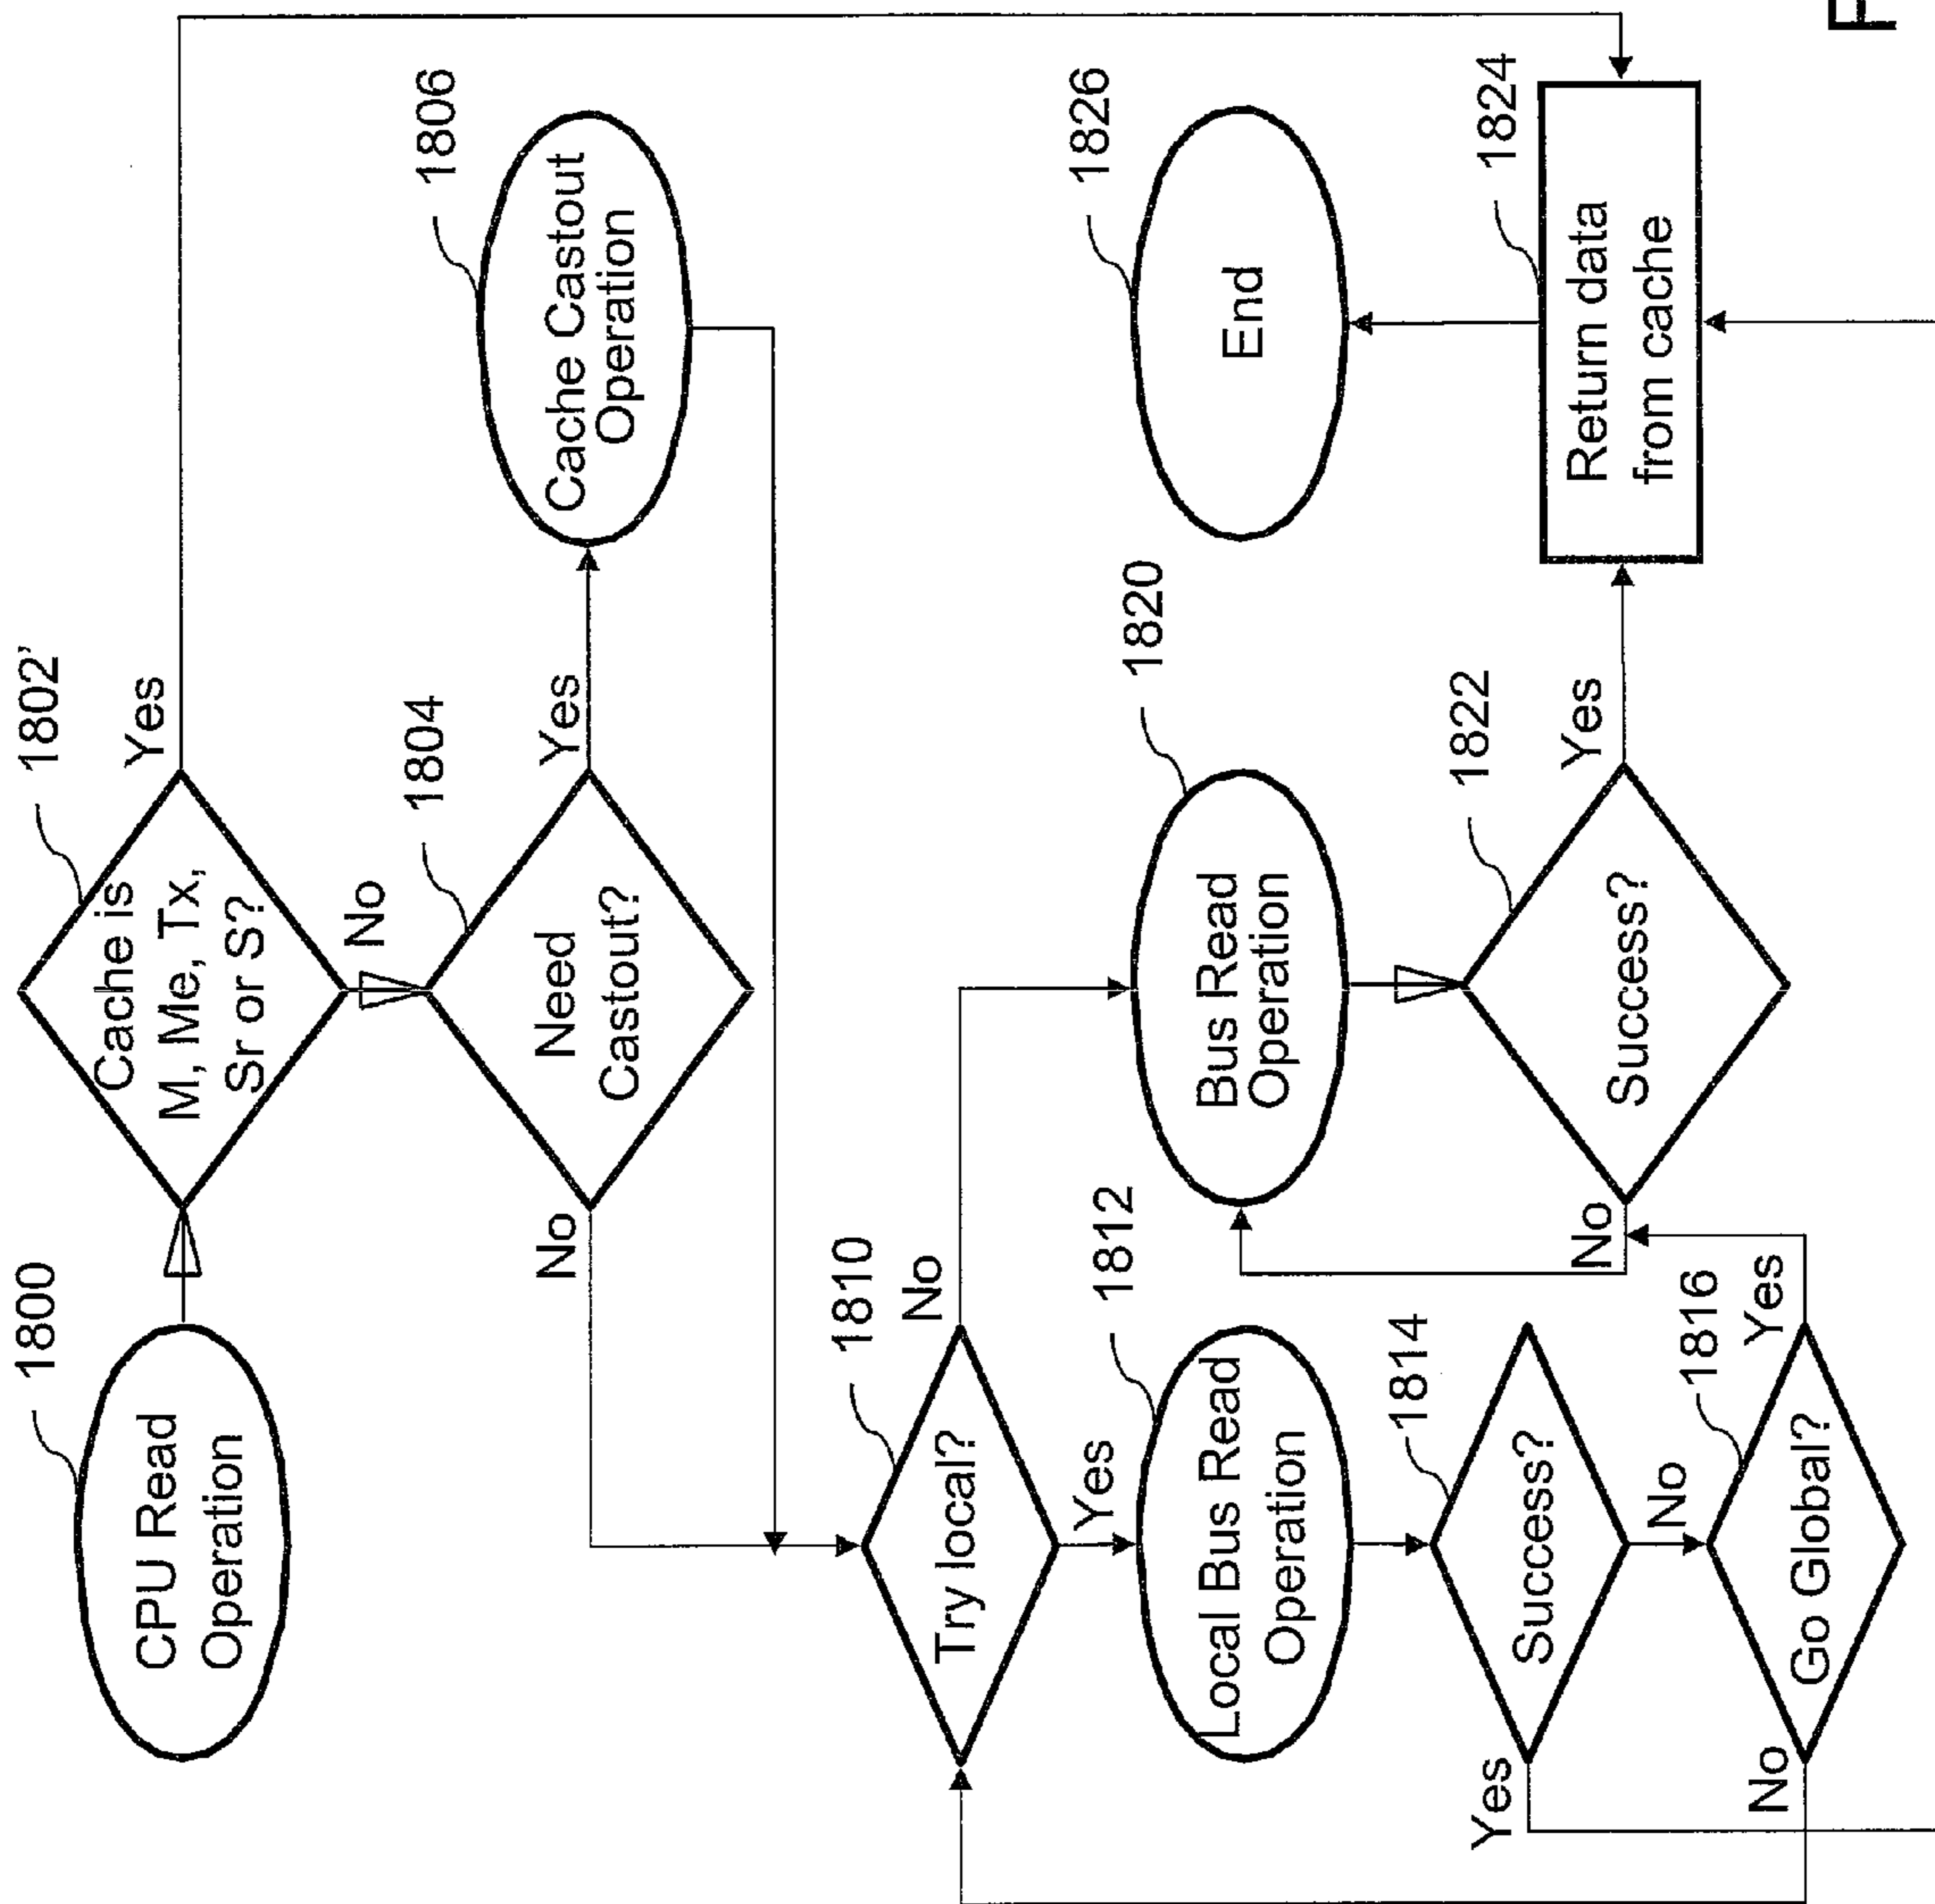 1800
CPU Read
Operation
1802'
Cache is
M, Me, Tx,
Sr or S?
Yes
No
1804
Need
Castout?
Yes
No
1806
Cache Castout
Operation
1810
Try local?
No
Yes
1812
Local Bus Read
Operation
1814
Success?
Yes
No
1816
Go Global?
Yes
No
1820
Bus Read
Operation
1822
Success?
Yes
No
1824
Return data
from cache
1826
End